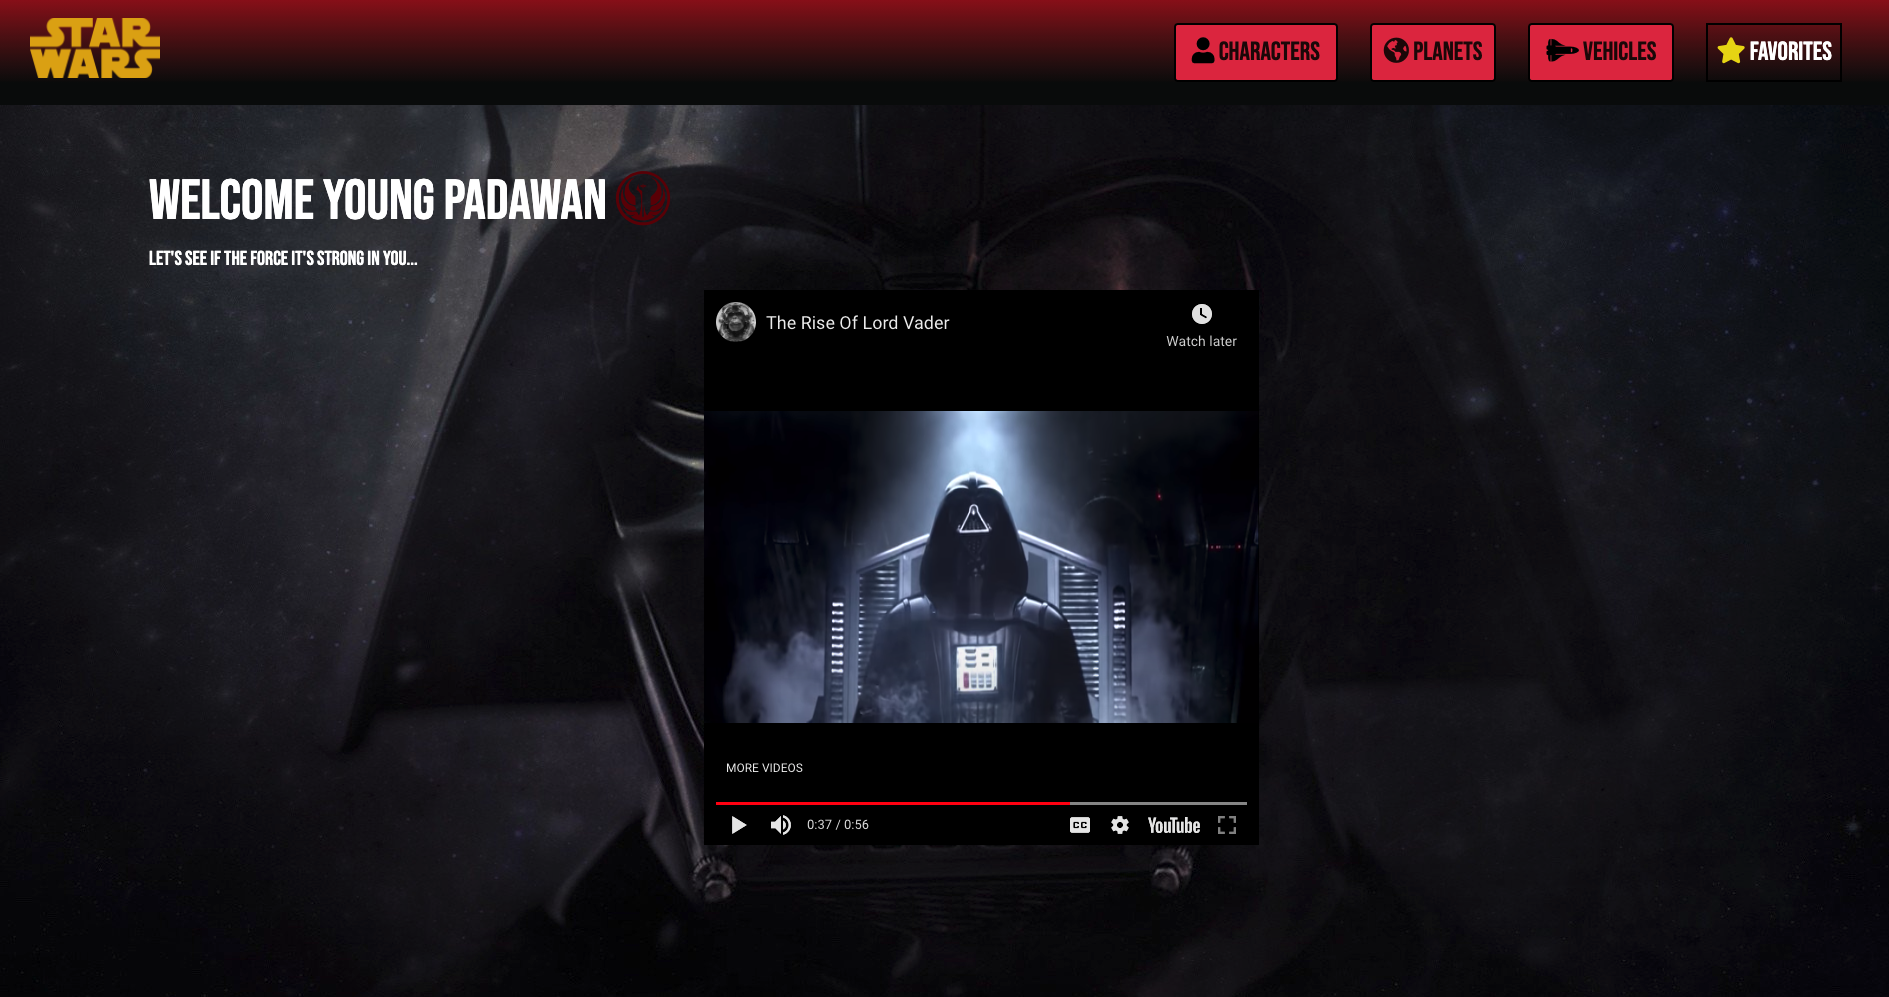 STAR
WARS
CHARACTERS
PLANETS
VEHICLES
FAVORITES
WELCOME YOUNG PADAWAN
LET'S SEE IF THE FORCE IT'S STRONG IN YOU...
The Rise Of Lord Vader
Watch later
MORE VIDEOS
0:37 / 0:56
CC
YouTube